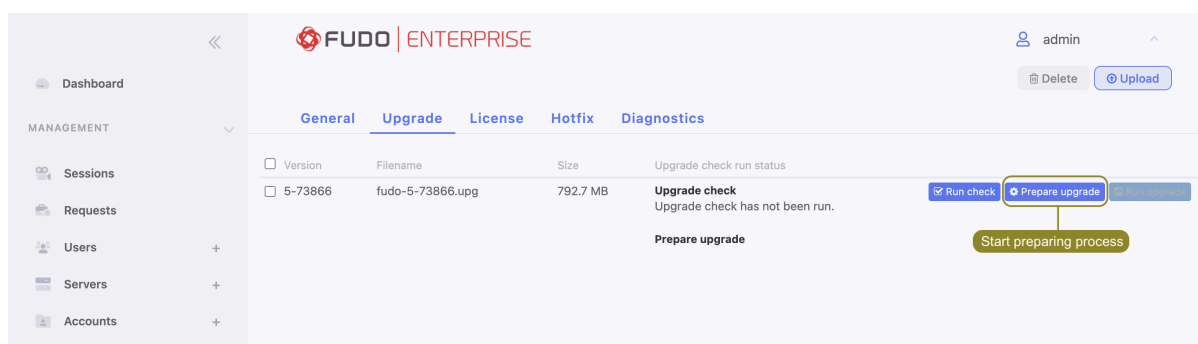 FUDO ENTERPRISE
admin
Dashboard
Delete
Upload
General Upgrade License Hotfix Diagnostics
MANAGEMENT
Version Filename Size Upgrade check run status
Sessions
5-73866 fudo-5-73866.upg 792.7 MB Upgrade check Run check Prepare upgrade Run upgrade
Upgrade check has not been run.
Requests
Prepare upgrade
Start preparing process
Users
Servers
Accounts